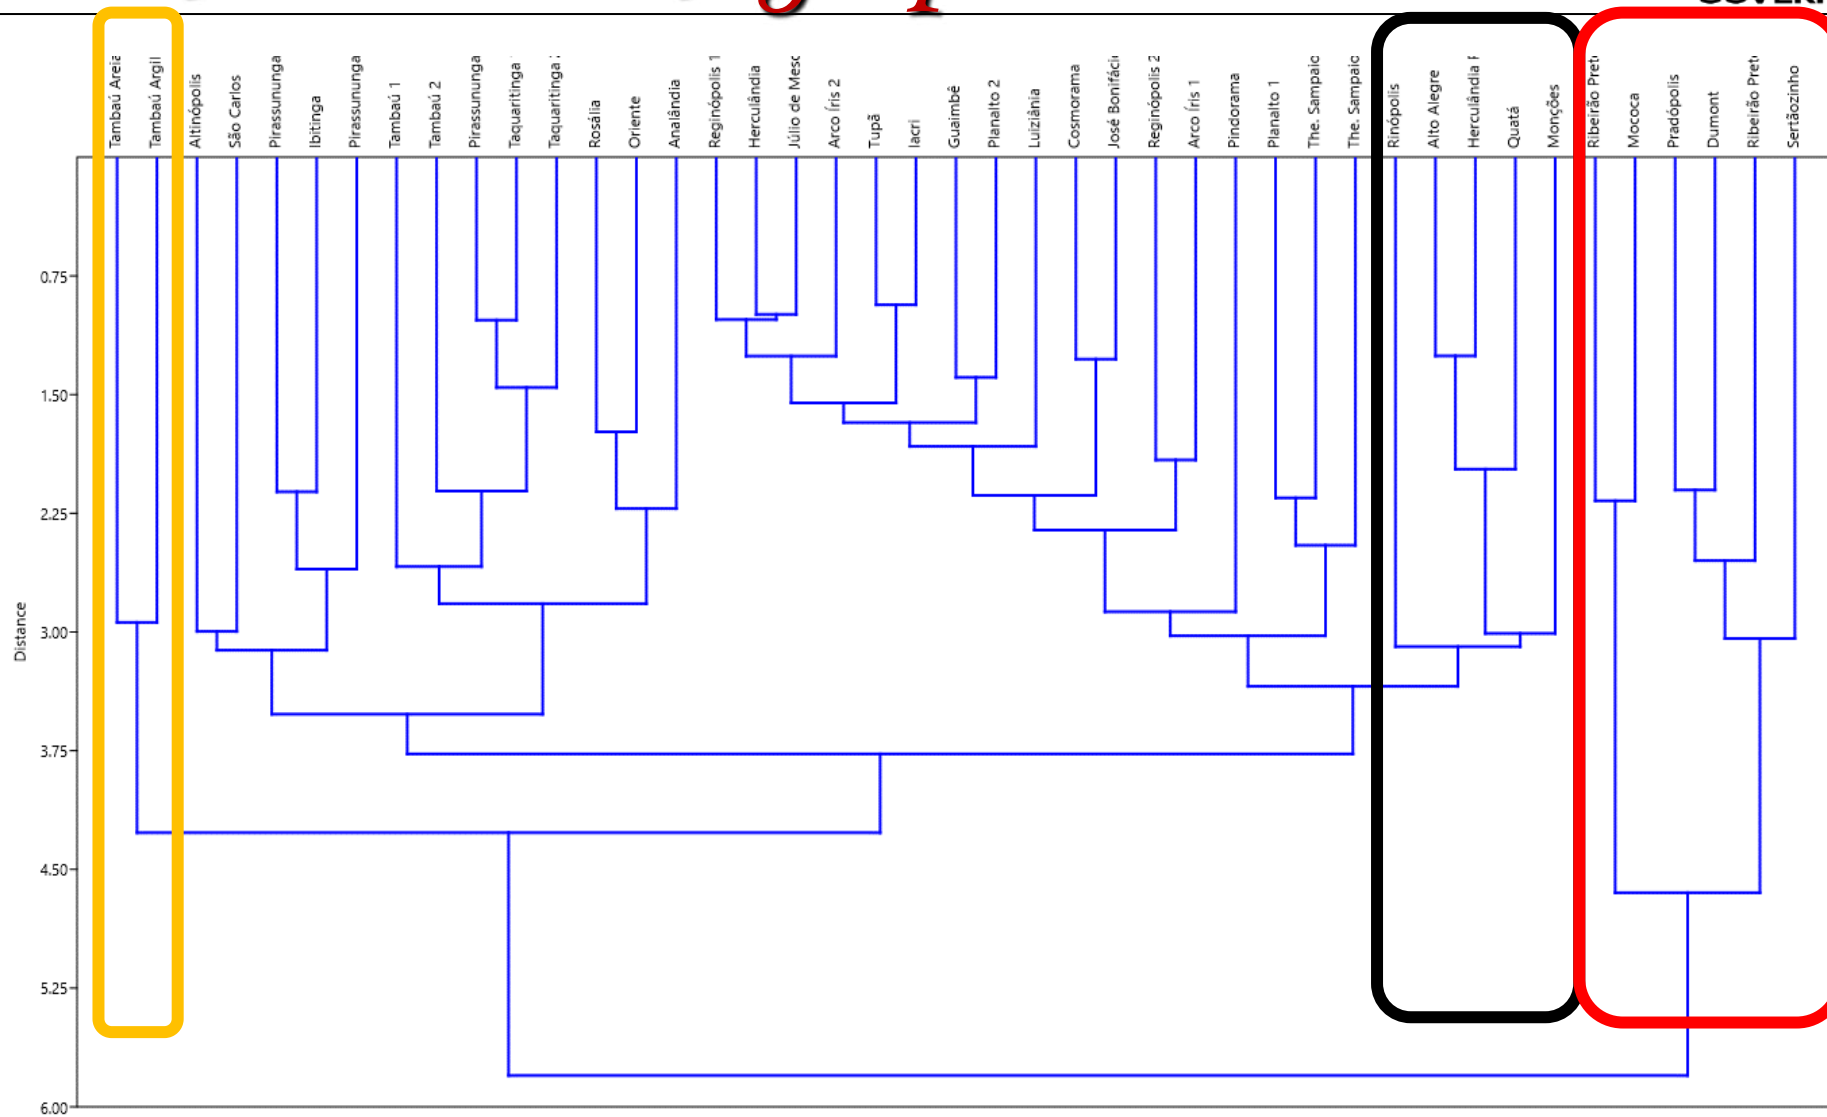 Tambaú Areia
Tambaú Argil
Altinópolis
São Carlos
Pirassununga
Ibitinga
Pirassununga
Tambaú 1
Tambaú 2
Pirassununga
Taquaritinga
Taquaritinga 2
Rosália
Oriente
Analândia
Reginópolis 1
Herculândia
Júlio de Mesq
Arco Íris 2
Tupã
Iacri
Guaimbê
Planalto 2
Luiziânia
Cosmorama
José Bonifáci
Reginópolis 2
Arco Íris 1
Pindorama
Planalto 1
The. Sampaio
The. Sampaio
Rinópolis
Alto Alegre
Herculândia F
Quatá
Monções
Ribeirão Preto
Mococa
Pradópolis
Dumont
Ribeirão Preto
Sertãozinho
0.75
1.50
2.25
3.00
3.75
4.50
5.25
6.00
Distance